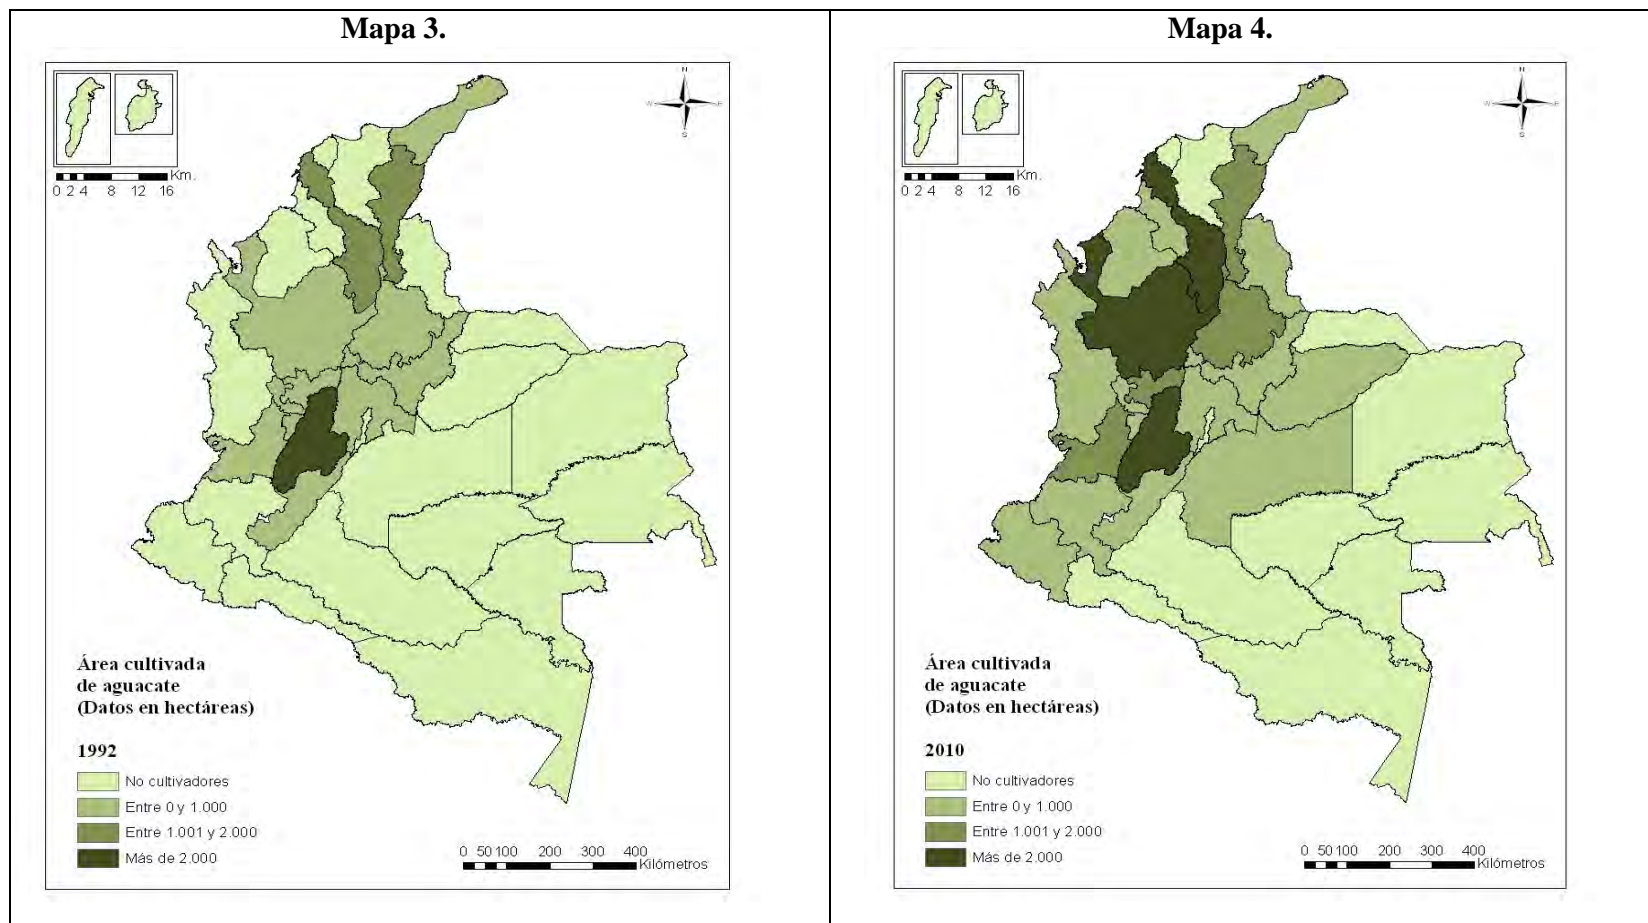 Mapa 3.
N
W E
S
Km.
0 2 4 8 12 16
Área cultivada
de aguacate
(Datos en hectáreas)
1992
No cultivadores
Entre 0 y 1.000
Entre 1.001 y 2.000
Más de 2.000
0 50 100 200 300 400
Kilómetros
Mapa 4.
N
W E
S
Km.
0 2 4 8 12 16
Área cultivada
de aguacate
(Datos en hectáreas)
2010
No cultivadores
Entre 0 y 1.000
Entre 1.001 y 2.000
Más de 2.000
0 50 100 200 300 400
Kilómetros